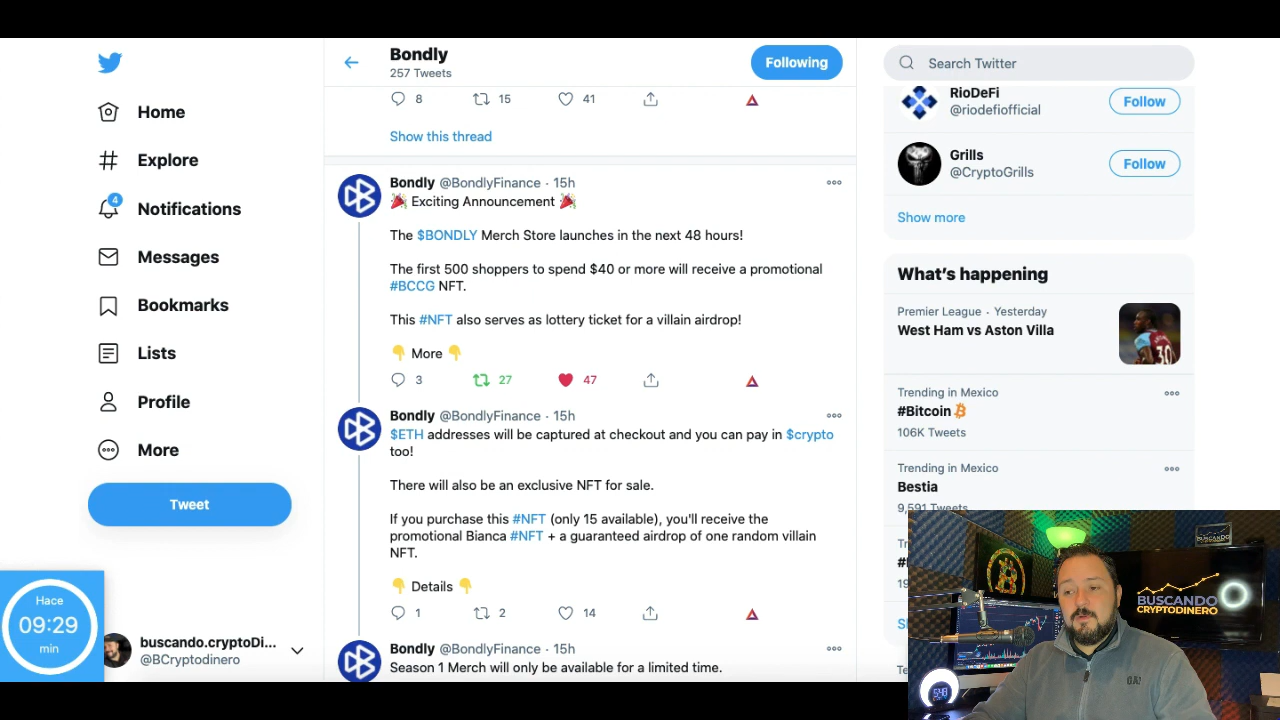 Home
Explore
4
Notifications
Messages
Bookmarks
Lists
Profile
More
Tweet
Hace
09:29
min
buscando.cryptoDi...
@BCryptodinero
Bondly
257 Tweets
Following
8 15 41
Show this thread
Bondly @BondlyFinance · 15h
🎉 Exciting Announcement 🎉
The $BONDLY Merch Store launches in the next 48 hours!
The first 500 shoppers to spend $40 or more will receive a promotional
#BCCG NFT.
This #NFT also serves as lottery ticket for a villain airdrop!
👇 More 👇
3 27 47
Bondly @BondlyFinance · 15h
$ETH addresses will be captured at checkout and you can pay in $crypto
too!
There will also be an exclusive NFT for sale.
If you purchase this #NFT (only 15 available), you'll receive the
promotional Bianca #NFT + a guaranteed airdrop of one random villain
NFT.
👇 Details 👇
1 2 14
Bondly @BondlyFinance · 15h
Season 1 Merch will only be available for a limited time.
Search Twitter
RioDeFi
@riodefiofficial
Follow
Grills
@CryptoGrills
Follow
Show more
What's happening
Premier League · Yesterday
West Ham vs Aston Villa
30
Trending in Mexico
#Bitcoin
106K Tweets
Trending in Mexico
Bestia
9,591 Tweets
BUSCANDO
CRYPTODINERO